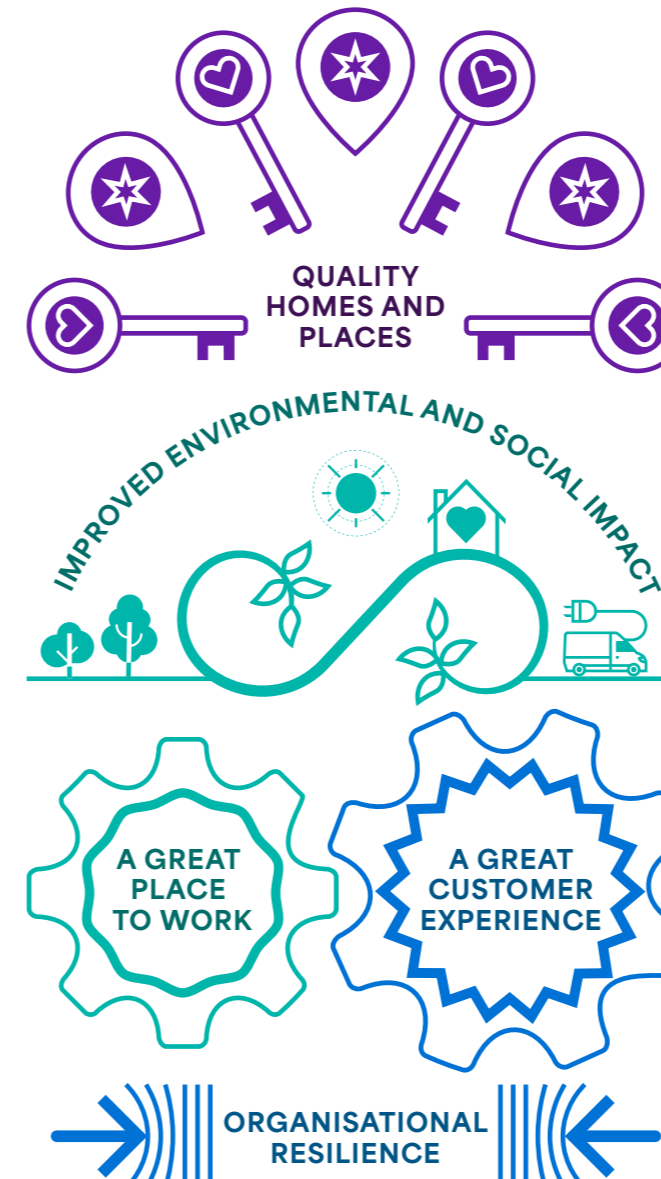 QUALITY
HOMES AND
PLACES
IMPROVED ENVIRONMENTAL AND SOCIAL IMPACT
A GREAT
PLACE
TO WORK
A GREAT
CUSTOMER
EXPERIENCE
ORGANISATIONAL
RESILIENCE